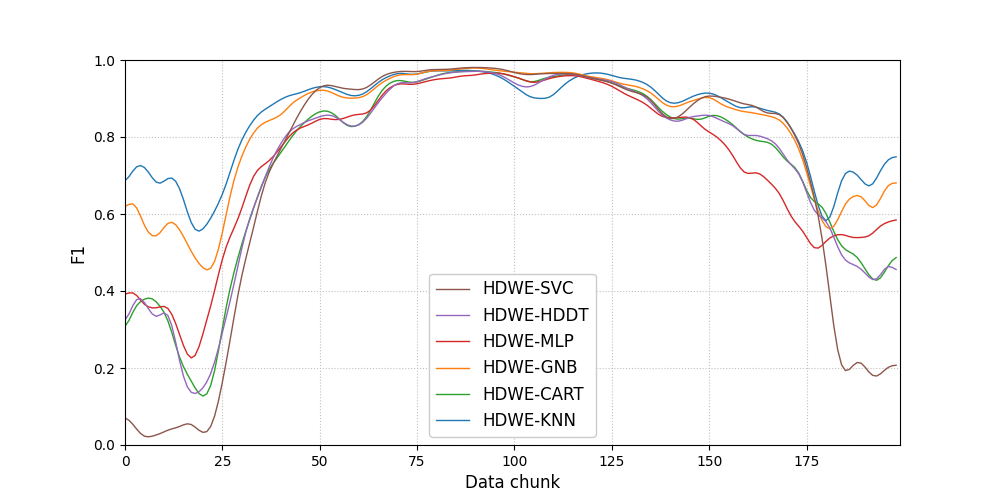 1.0
0.8
0.6
0.4
0.2
0.0
F1
HDWE-SVC
HDWE-HDDT
HDWE-MLP
HDWE-GNB
HDWE-CART
HDWE-KNN
0 25 50 75 100 125 150 175
Data chunk